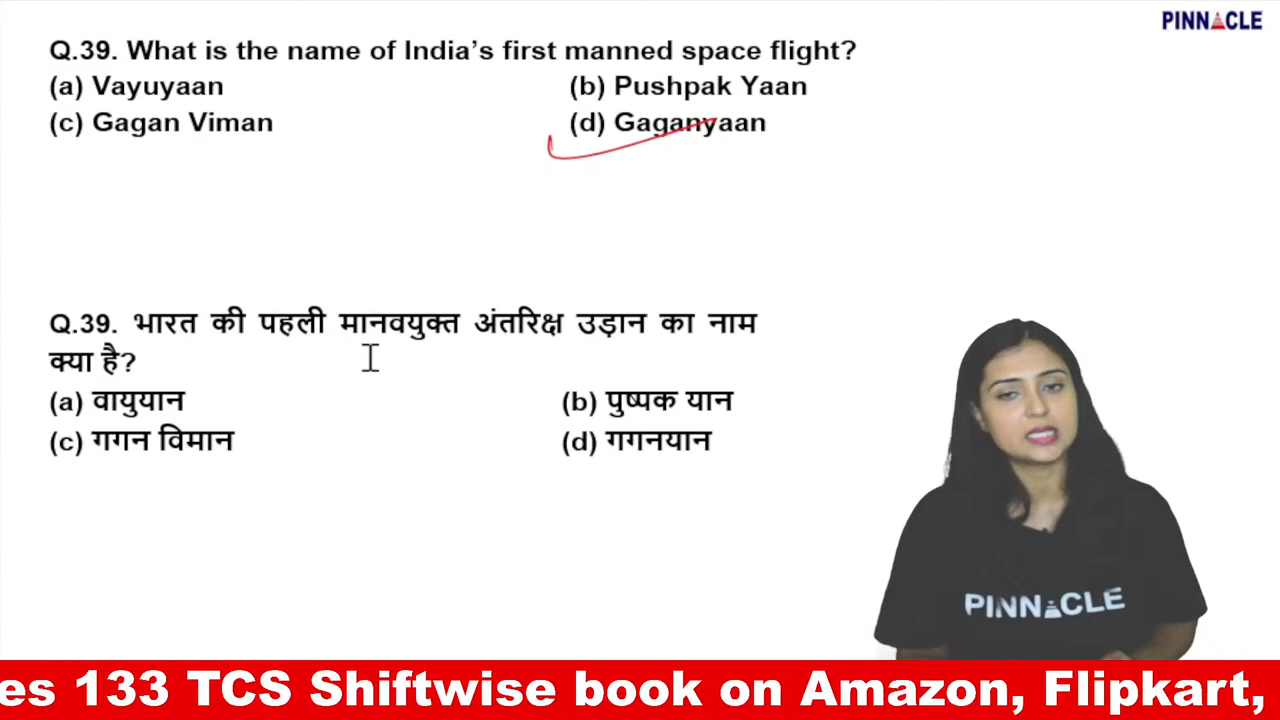 PINNACLE
Q.39. What is the name of India's first manned space flight?
(a) Vayuyaan (b) Pushpak Yaan
(c) Gagan Viman (d) Gaganyaan
Q.39. भारत की पहली मानवयुक्त अंतरिक्ष उड़ान का नाम
क्या है?
(a) वायुयान (b) पुष्पक यान
(c) गगन विमान (d) गगनयान
PINNACLE
es 133 TCS Shiftwise book on Amazon, Flipkart,